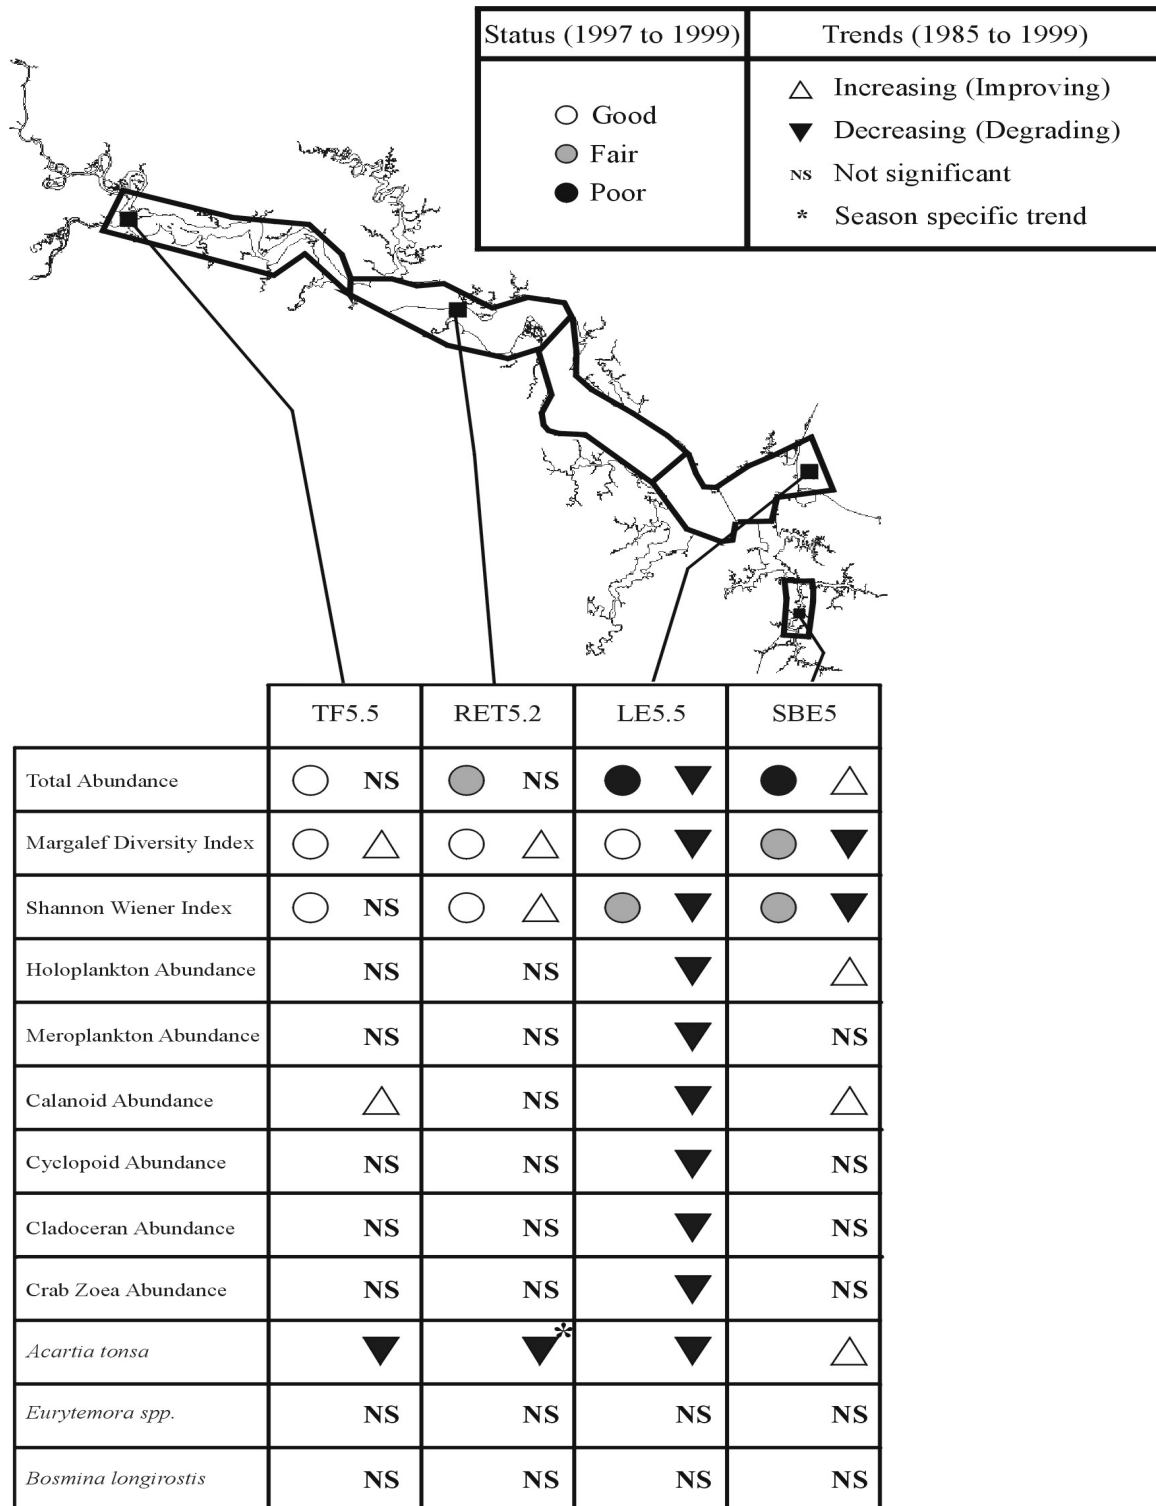 Status (1997 to 1999) Trends (1985 to 1999)
Good
Fair
Poor
Increasing (Improving)
Decreasing (Degrading)
NS Not significant
* Season specific trend
TF5.5 RET5.2 LE5.5 SBE5
Total Abundance NS NS
Margalef Diversity Index
Shannon Wiener Index NS
Holoplankton Abundance NS NS
Meroplankton Abundance NS NS NS
Calanoid Abundance NS
Cyclopoid Abundance NS NS NS
Cladoceran Abundance NS NS NS
Crab Zoea Abundance NS NS NS
Acartia tonsa *
Eurytemora spp. NS NS NS NS
Bosmina longirostis NS NS NS NS